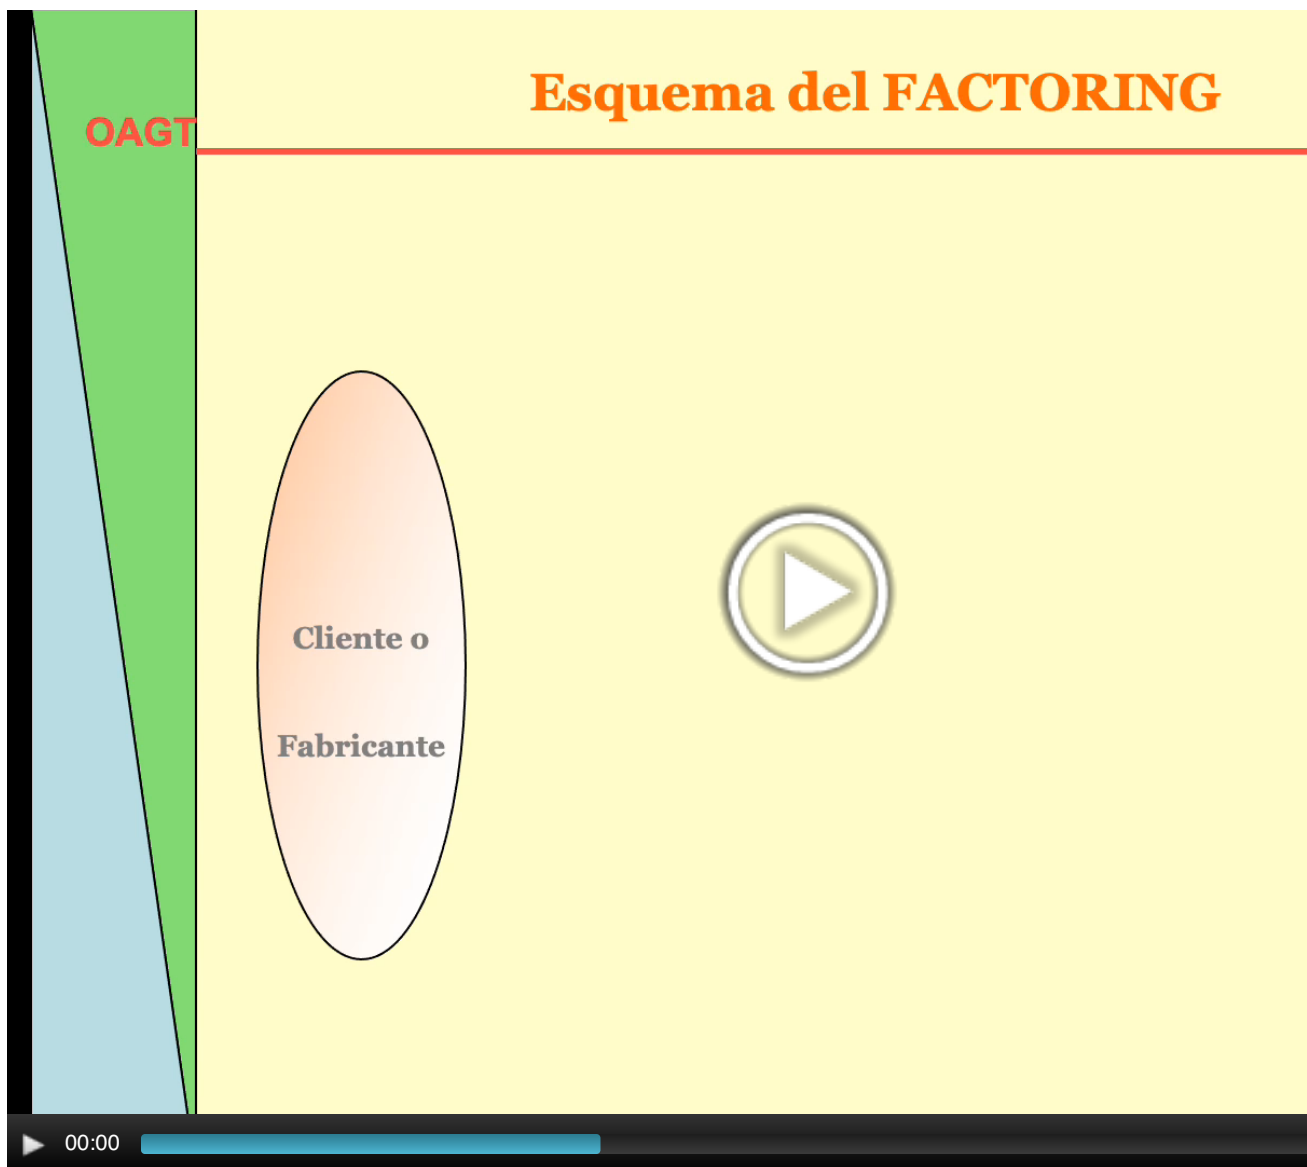 Esquema del FACTORING
OAGT
Cliente o
Fabricante
00:00